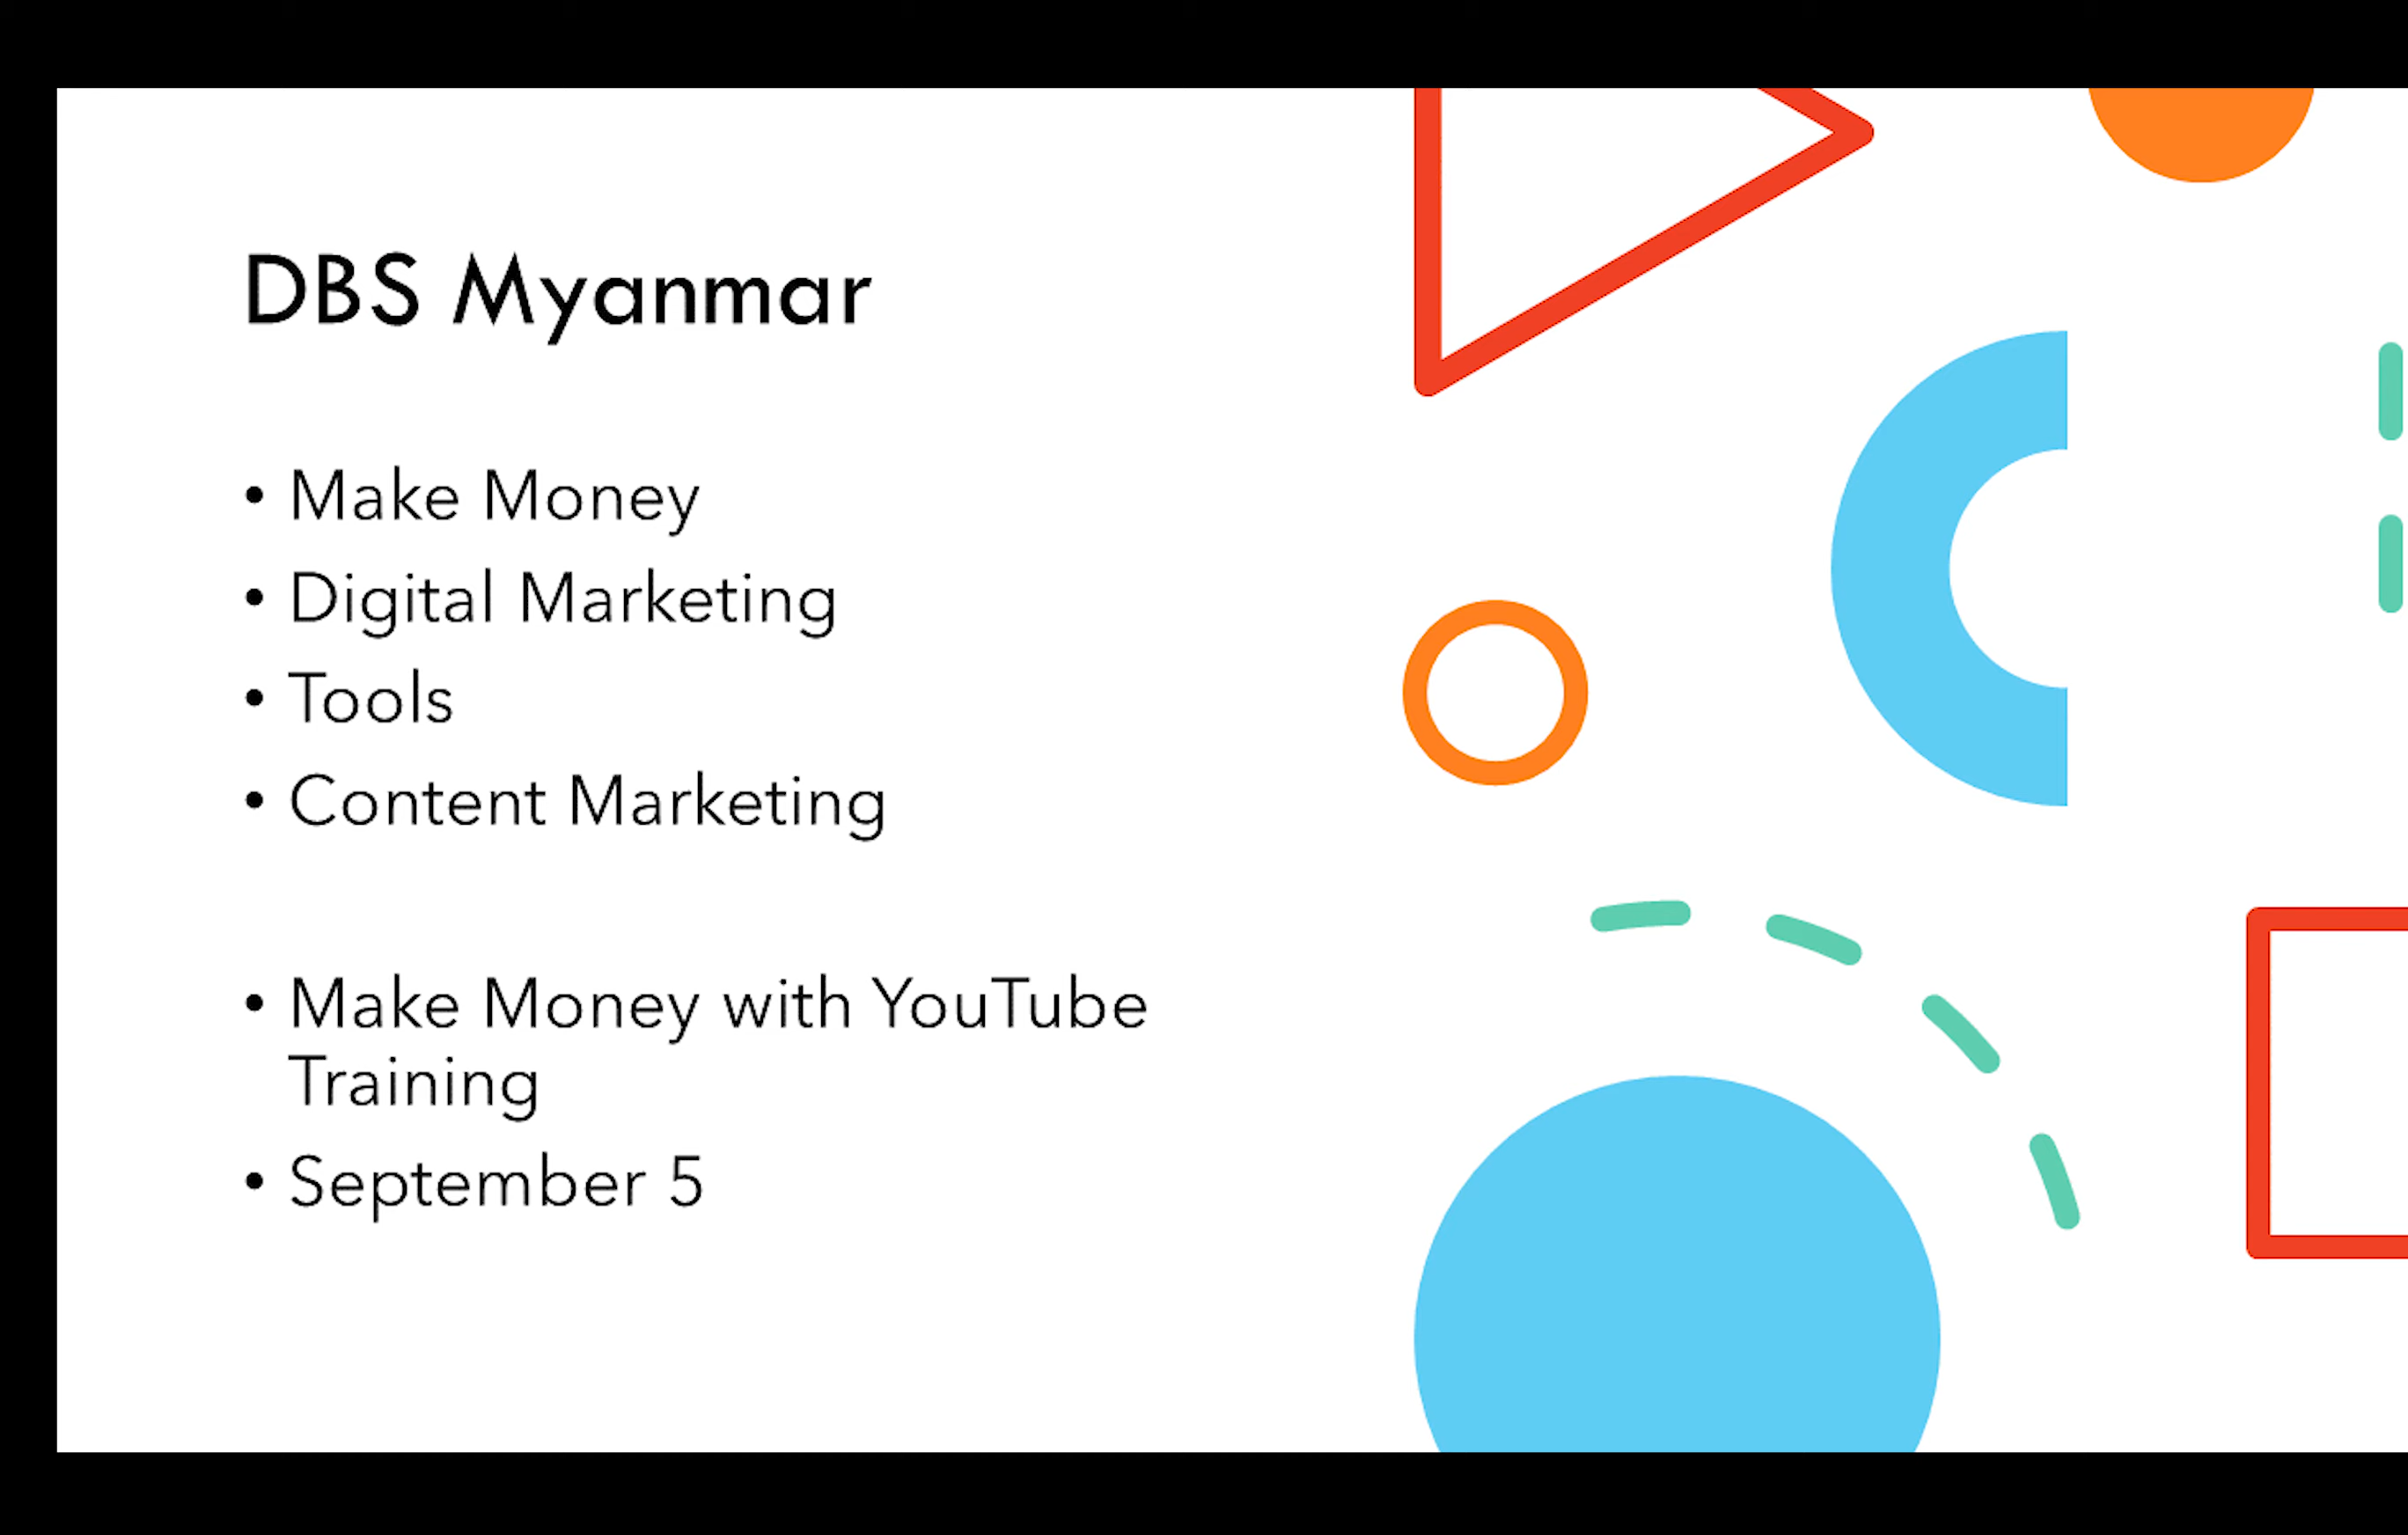 DBS Myanmar
• Make Money
• Digital Marketing
• Tools
• Content Marketing
• Make Money with YouTube
Training
• September 5